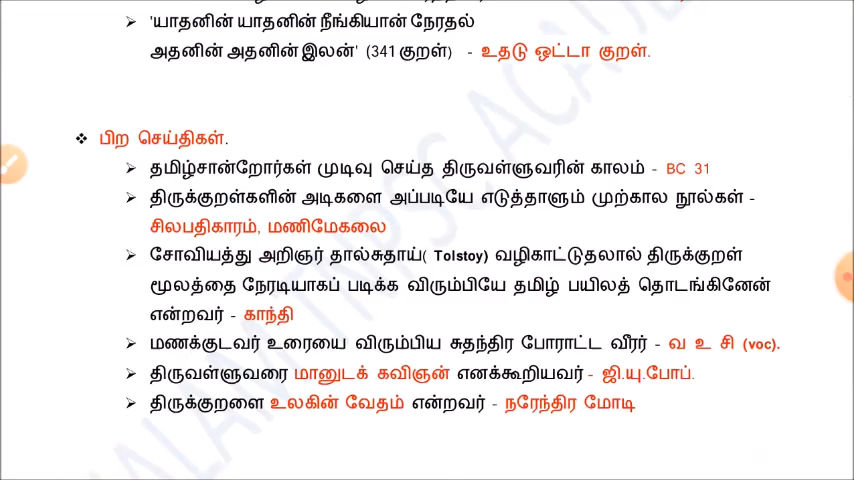 ➢ 'யாதனின் யாதனின் நீங்கியான் நேரதல்
அதனின் அதனின் இலன்' (341 குறள்) - உதடு ஒட்டா குறள்.
❖ பிற செய்திகள்.
➢ தமிழ்சான்றோர்கள் முடிவு செய்த திருவள்ளுவரின் காலம் - BC 31
➢ திருக்குறள்களின் அடிகளை அப்படியே எடுத்தாளும் முற்கால நூல்கள் -
சிலபதிகாரம், மணிமேகலை
➢ சோவியத்து அறிஞர் தால்சுதாய்( Tolstoy) வழிகாட்டுதலால் திருக்குறள்
மூலத்தை நேரடியாகப் படிக்க விரும்பியே தமிழ் பயிலத் தொடங்கினேன்
என்றவர் - காந்தி
➢ மணக்குடவர் உரையை விரும்பிய சுதந்திர போராட்ட வீரர் - வ உ சி (voc).
➢ திருவள்ளுவரை மானுடக் கவிஞன் எனக்கூறியவர் - ஜி.யு.போப்.
➢ திருக்குறளை உலகின் வேதம் என்றவர் - நரேந்திர மோடி